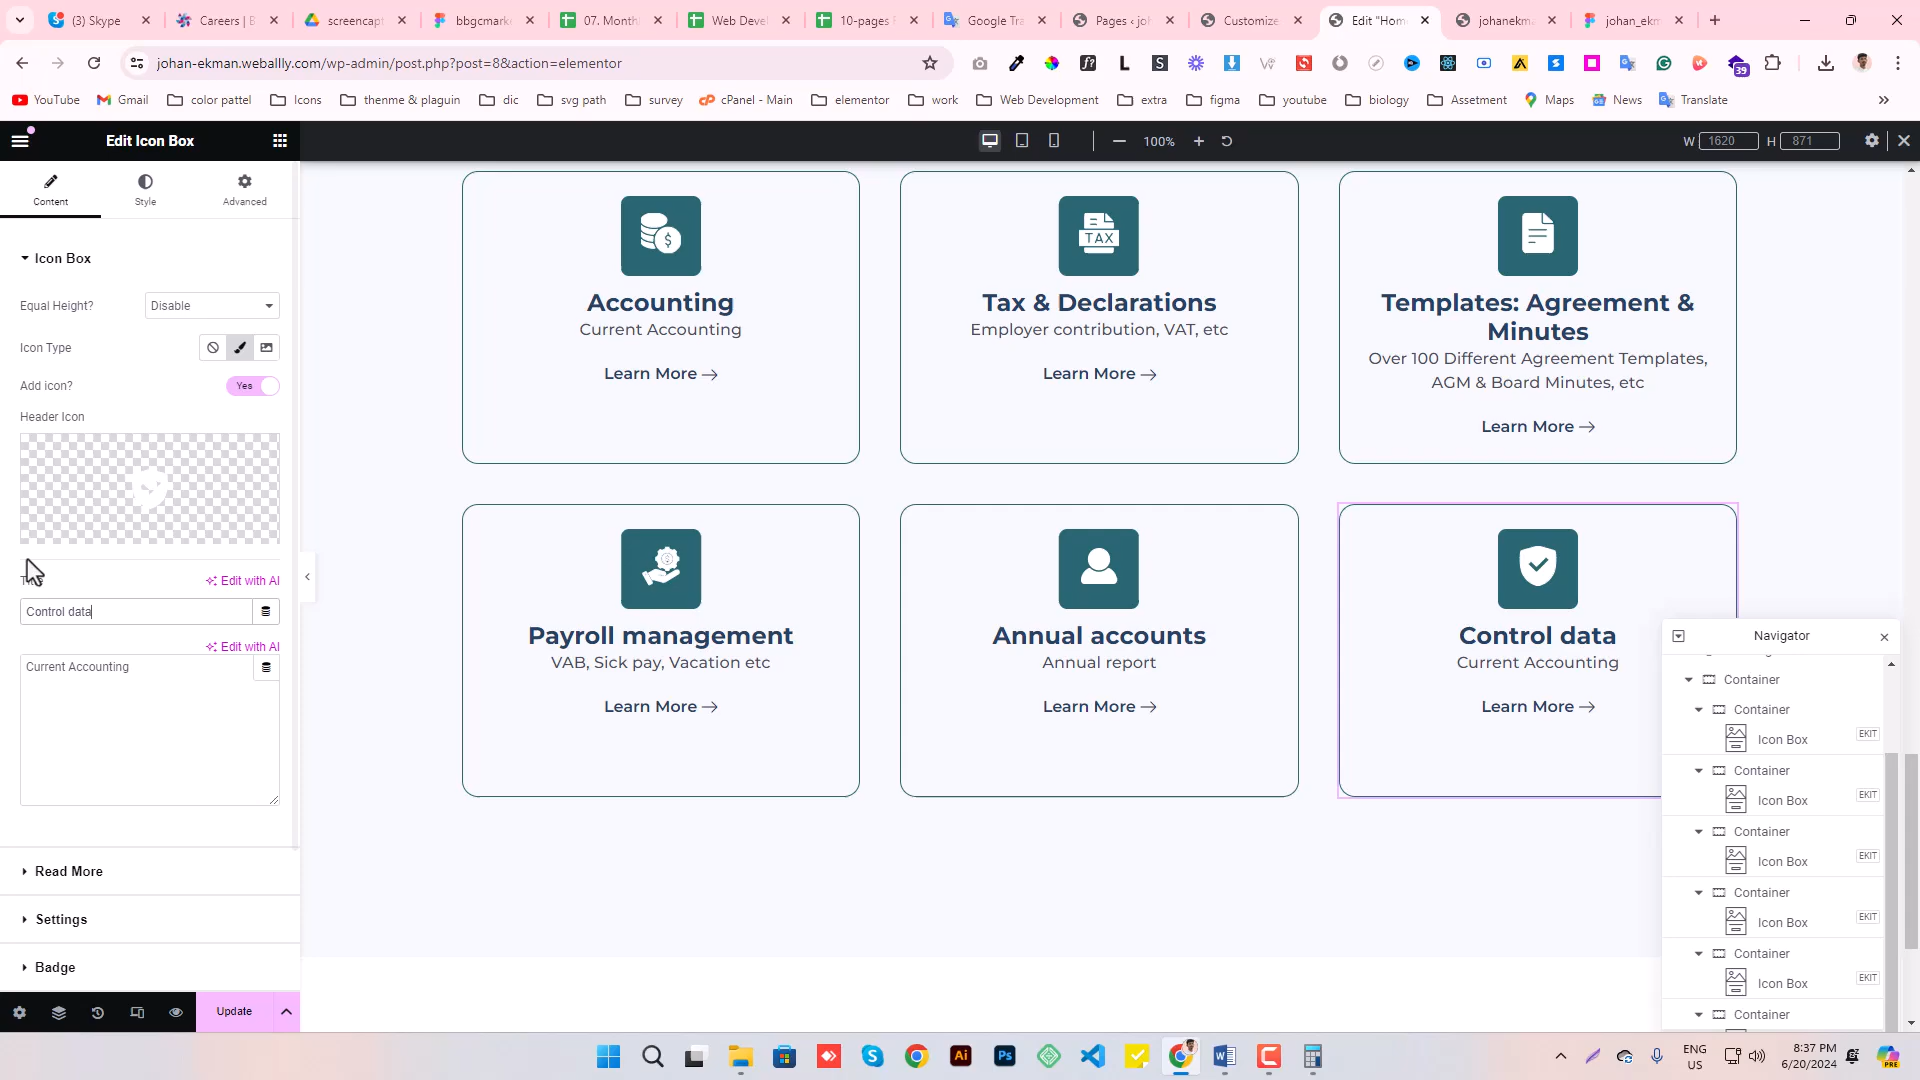 (3) Skype
Careers | B
screencap
bbgcmark
07. Month
Web Devel
10-pages F
Google Tra
Pages ‹ joh
Customize
Edit "Hom
johanekm
johan_ekm
johan-ekman.weballly.com/wp-admin/post.php?post=8&action=elementor
39
YouTube
Gmail
color pattel
Icons
thenme & plaguin
dic
svg path
survey
cPanel - Main
elementor
work
Web Development
extra
figma
youtube
biology
Assetment
Maps
News
Translate
Edit Icon Box
100%
W 1620 H 871
Content
Style
Advanced
Icon Box
Equal Height?
Disable
Icon Type
Add icon?
Yes
Header Icon
Edit with AI
Control data
Edit with AI
Current Accounting
Read More
Settings
Badge
Update
Accounting
Current Accounting
Learn More
TAX
Tax & Declarations
Employer contribution, VAT, etc
Learn More
Templates: Agreement &
Minutes
Over 100 Different Agreement Templates,
AGM & Board Minutes, etc
Learn More
Payroll management
VAB, Sick pay, Vacation etc
Learn More
Annual accounts
Annual report
Learn More
Control data
Current Accounting
Learn More
Navigator
Container
Container
Icon Box
EKIT
Container
Icon Box
EKIT
Container
Icon Box
EKIT
Container
Icon Box
EKIT
Container
Icon Box
EKIT
Container
ENG
US
8:37 PM
6/20/2024